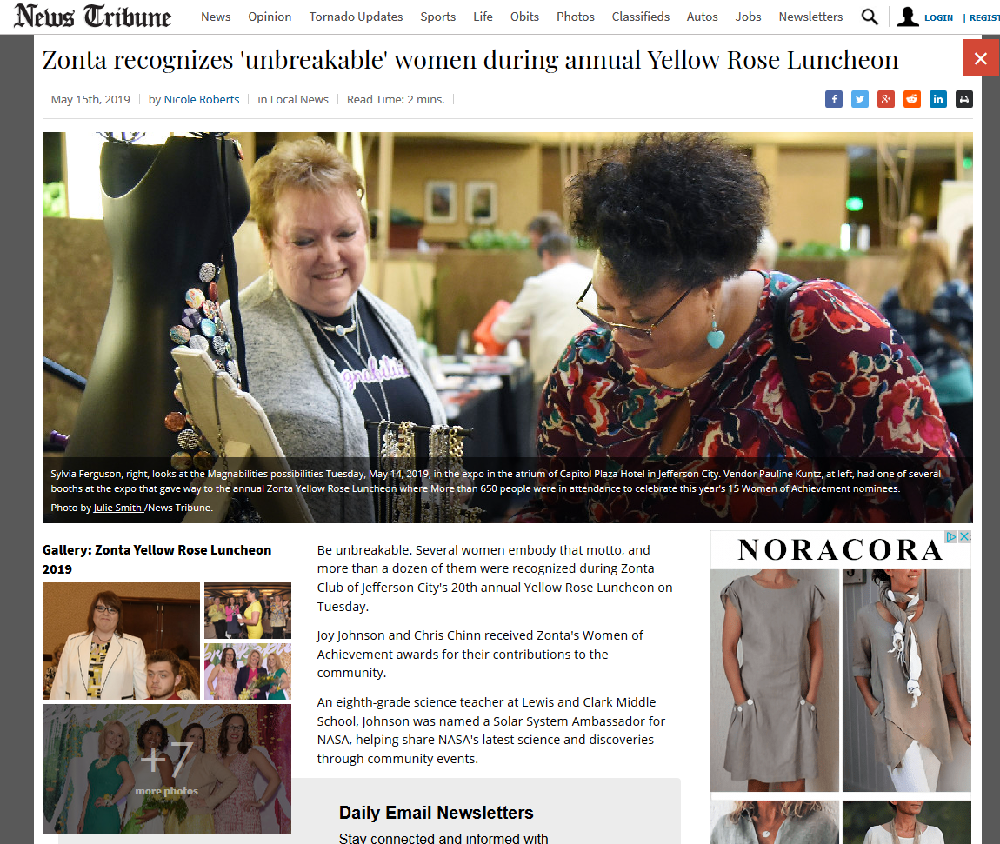 News Tribune
News Opinion Tornado Updates Sports Life Obits Photos Classifieds Autos Jobs Newsletters LOGIN | REGIST
Zonta recognizes 'unbreakable' women during annual Yellow Rose Luncheon
May 15th, 2019 | by Nicole Roberts | in Local News | Read Time: 2 mins. |
Sylvia Ferguson, right, looks at the Magnabilities possibilities Tuesday, May 14, 2019, in the expo in the atrium of Capitol Plaza Hotel in Jefferson City. Vendor Pauline Kuntz, at left, had one of several
booths at the expo that gave way to the annual Zonta Yellow Rose Luncheon where More than 650 people were in attendance to celebrate this year's 15 Women of Achievement nominees.
Photo by Julie Smith /News Tribune.
Gallery: Zonta Yellow Rose Luncheon
2019
+7
more photos
Be unbreakable. Several women embody that motto, and
more than a dozen of them were recognized during Zonta
Club of Jefferson City's 20th annual Yellow Rose Luncheon on
Tuesday.
Joy Johnson and Chris Chinn received Zonta's Women of
Achievement awards for their contributions to the
community.
An eighth-grade science teacher at Lewis and Clark Middle
School, Johnson was named a Solar System Ambassador for
NASA, helping share NASA's latest science and discoveries
through community events.
Daily Email Newsletters
Stay connected and informed with
NORACORA